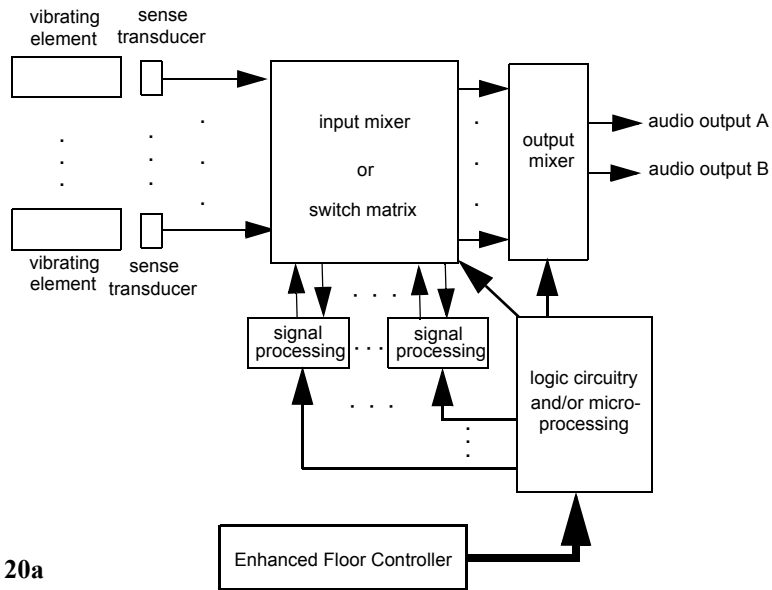 vibrating
element
sense
transducer
input mixer
or
switch matrix
output
mixer
audio output A
audio output B
vibrating
element
sense
transducer
signal
processing
signal
processing
logic circuitry
and/or micro-
processing
Enhanced Floor Controller
20a